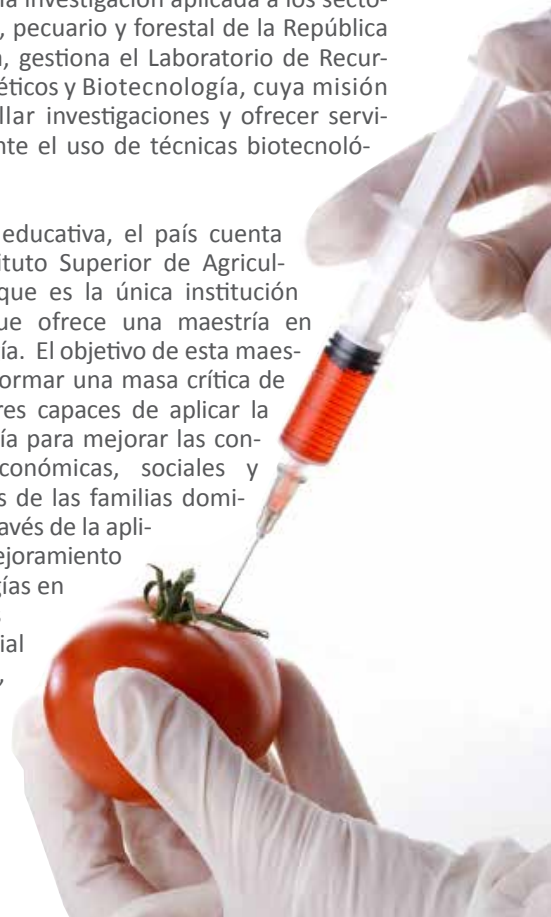 la investigación aplicada a los secto-
, pecuario y forestal de la República
, gestiona el Laboratorio de Recur-
éticos y Biotecnología, cuya misión
llar investigaciones y ofrecer servi-
nte el uso de técnicas biotecnoló-
educativa, el país cuenta
ituto Superior de Agricul-
que es la única institución
ue ofrece una maestría en
ía. El objetivo de esta maes-
ormar una masa crítica de
res capaces de aplicar la
ía para mejorar las con-
conómicas, sociales y
s de las familias domi-
avés de la apli-
ejoramiento
gías en
ial
,